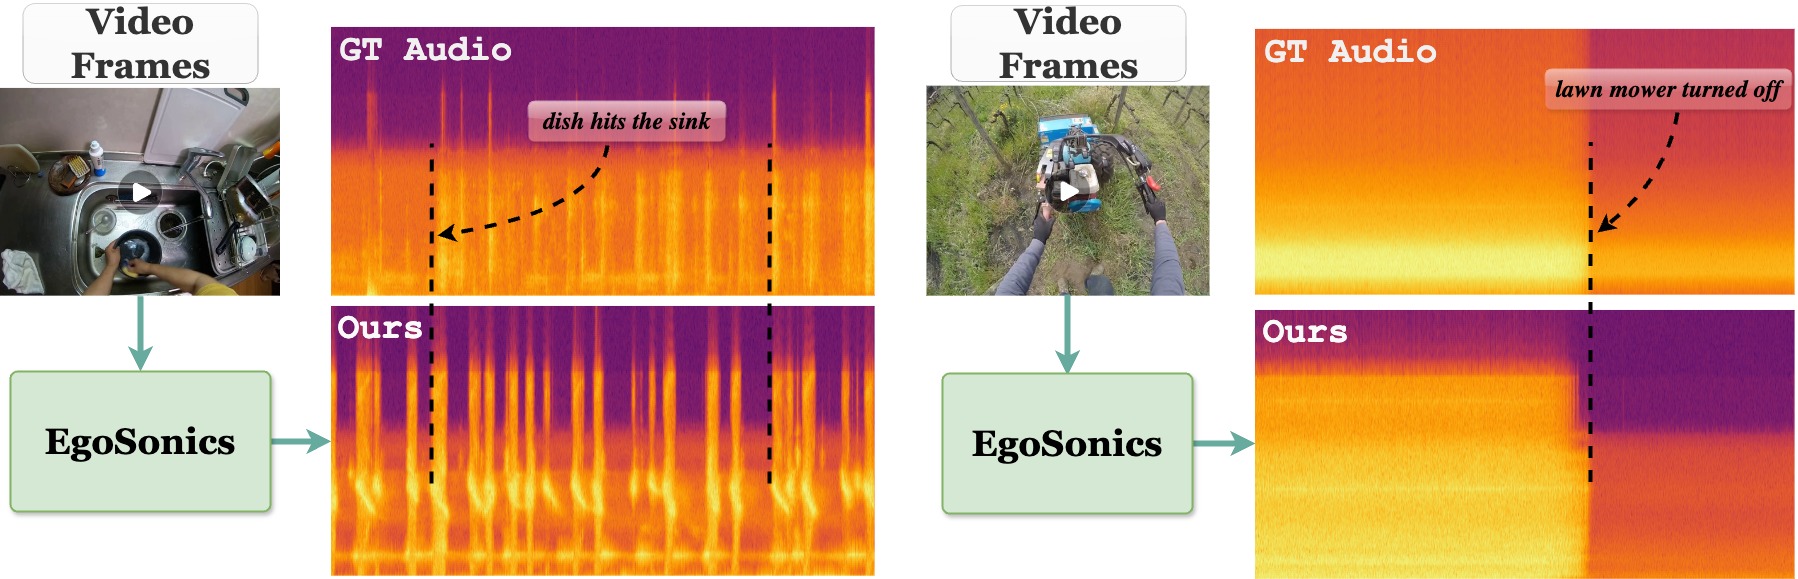 Video
Frames
GT Audio
dish hits the sink
Ours
EgoSonics
Video
Frames
GT Audio
lawn mower turned off
Ours
EgoSonics